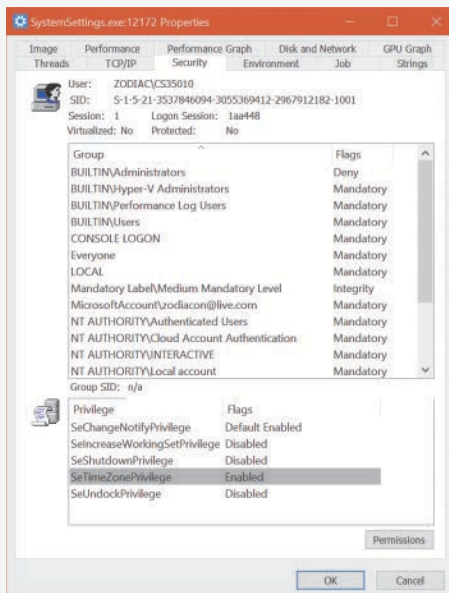 SystemSettings.exe:12172 Properties
Image Performance Performance Graph Disk and Network GPU Graph
Threads TCP/IP Security Environment Job Strings
User: ZODIAC\CS35010
SID: S-1-5-21-3537846094-3055369412-2967912182-1001
Session: 1 Logon Session: 1aa448
Virtualized: No Protected: No
Group Flags
BUILTIN\Administrators Deny
BUILTIN\Hyper-V Administrators Mandatory
BUILTIN\Performance Log Users Mandatory
BUILTIN\Users Mandatory
CONSOLE LOGON Mandatory
Everyone Mandatory
LOCAL Mandatory
Mandatory Label\Medium Mandatory Level Integrity
MicrosoftAccount\zodiacon@live.com Mandatory
NT AUTHORITY\Authenticated Users Mandatory
NT AUTHORITY\Cloud Account Authentication Mandatory
NT AUTHORITY\INTERACTIVE Mandatory
NT AUTHORITY\Local account Mandatory
Group SID: n/a
Privilege Flags
SeChangeNotifyPrivilege Default Enabled
SeIncreaseWorkingSetPrivilege Disabled
SeShutdownPrivilege Disabled
SeTimeZonePrivilege Enabled
SeUndockPrivilege Disabled
Permissions
OK Cancel